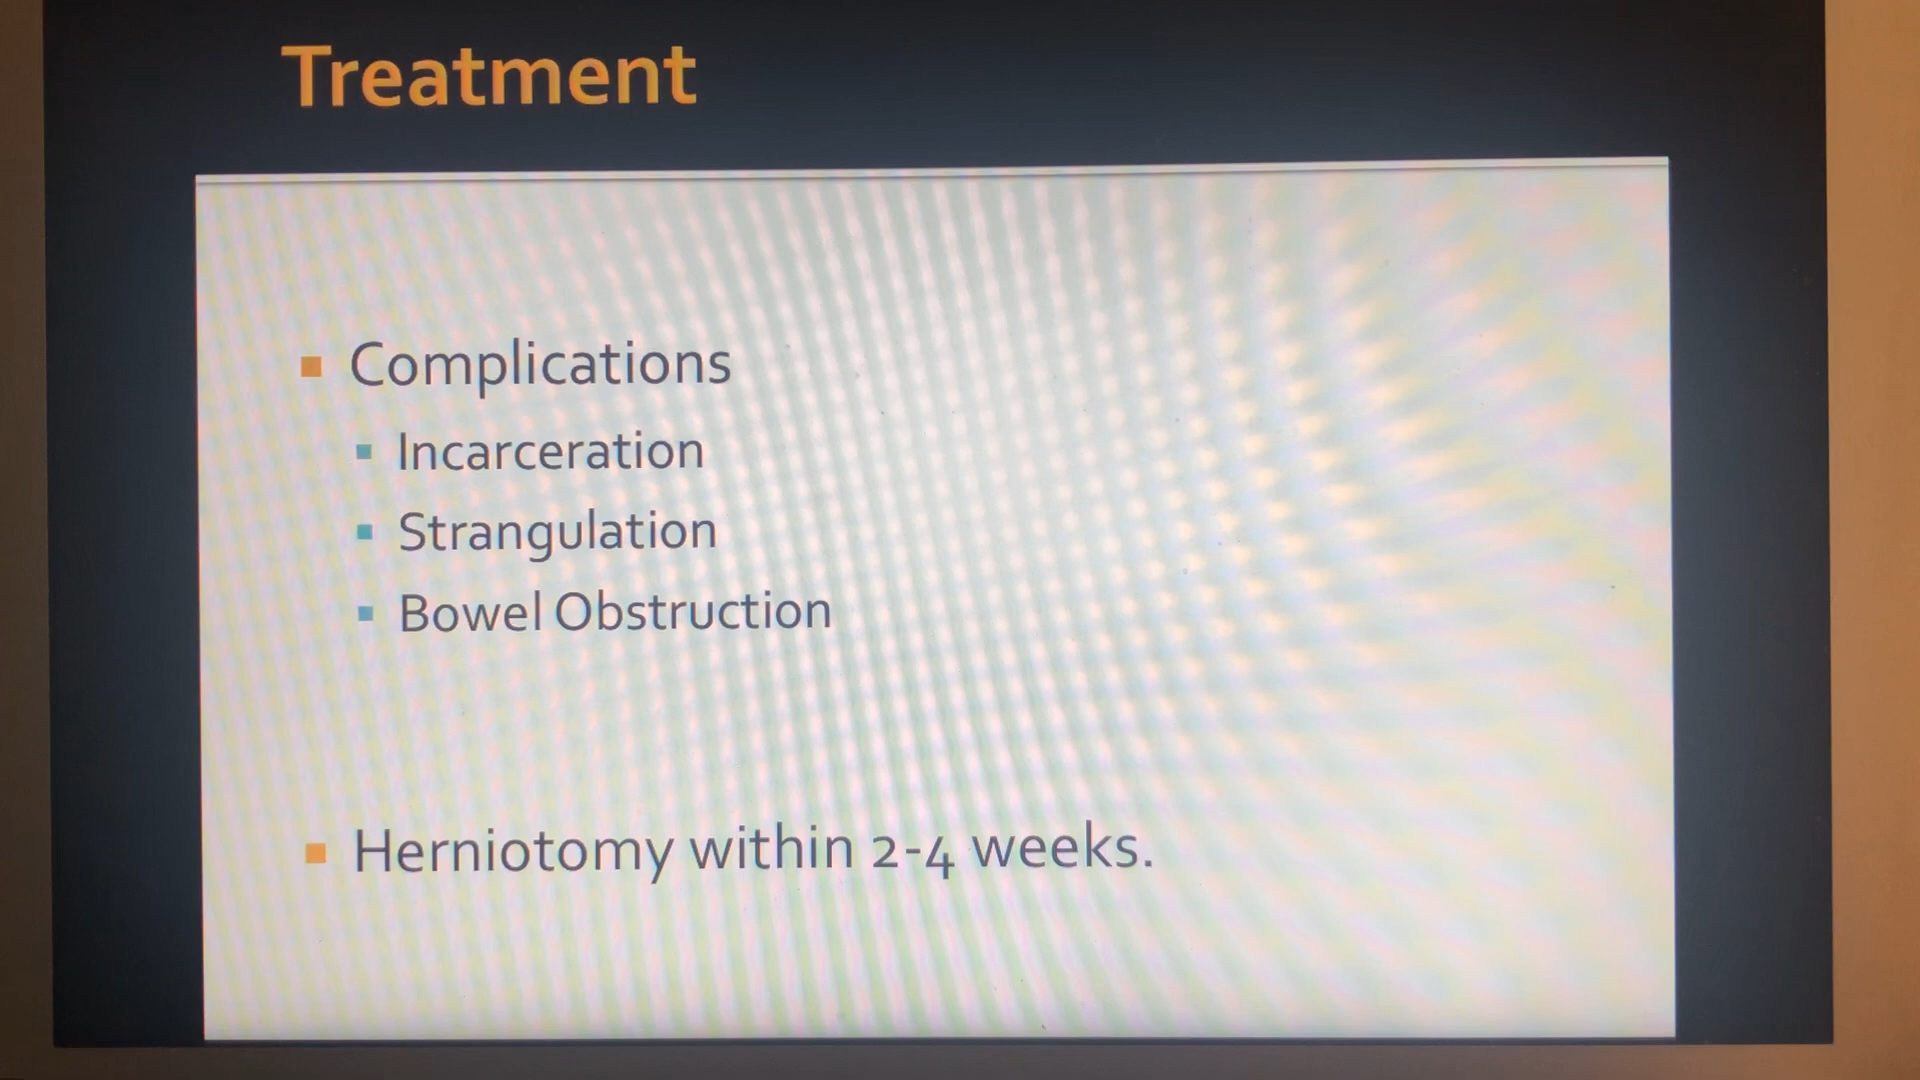 Treatment
Complications
Incarceration
Strangulation
Bowel Obstruction
Herniotomy within 2-4 weeks.